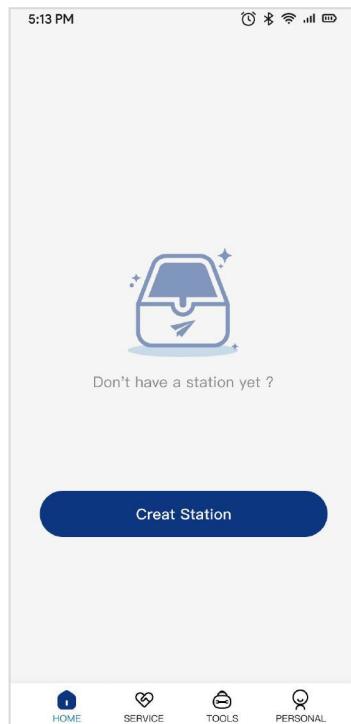 5:13 PM
Don't have a station yet ?
Creat Station
HOME
SERVICE
TOOLS
PERSONAL